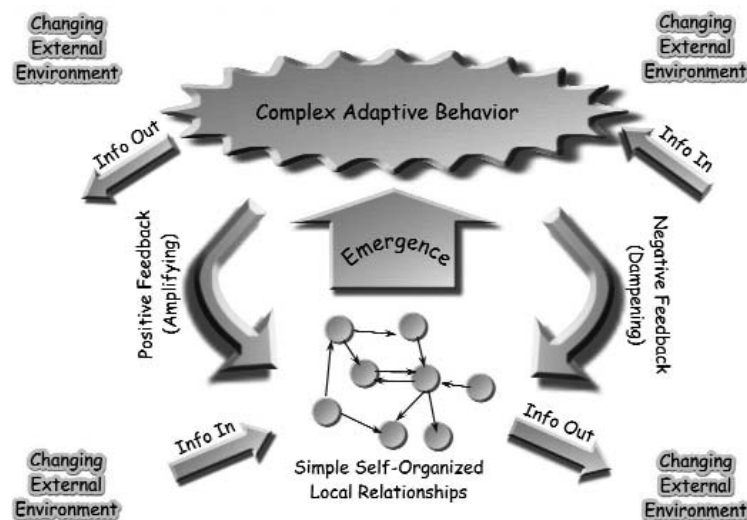 Changing
External
Environment
Changing
External
Environment
Complex Adaptive Behavior
Info Out
Info In
Emergence
Positive Feedback
(Amplifying)
Negative Feedback
(Dampening)
Info In
Info Out
Simple Self-Organized
Local Relationships
Changing
External
Environment
Changing
External
Environment